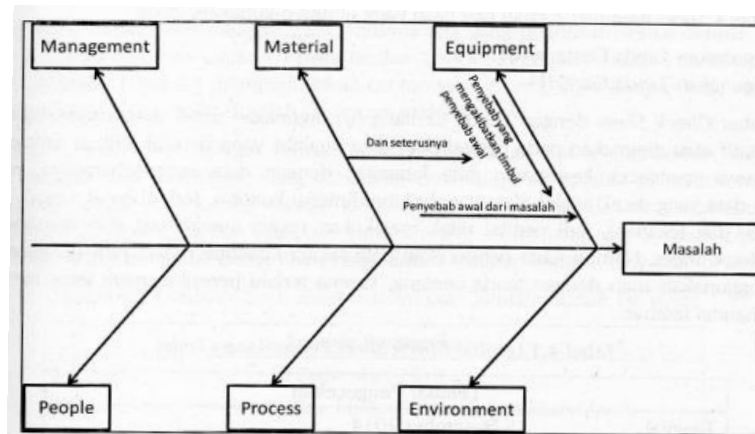 Management
Material
Equipment
Penyebab yang
mengakibatkan timbul
penyebab awal
Dan seterusnya
Penyebab awal dari masalah
Masalah
People
Process
Environment